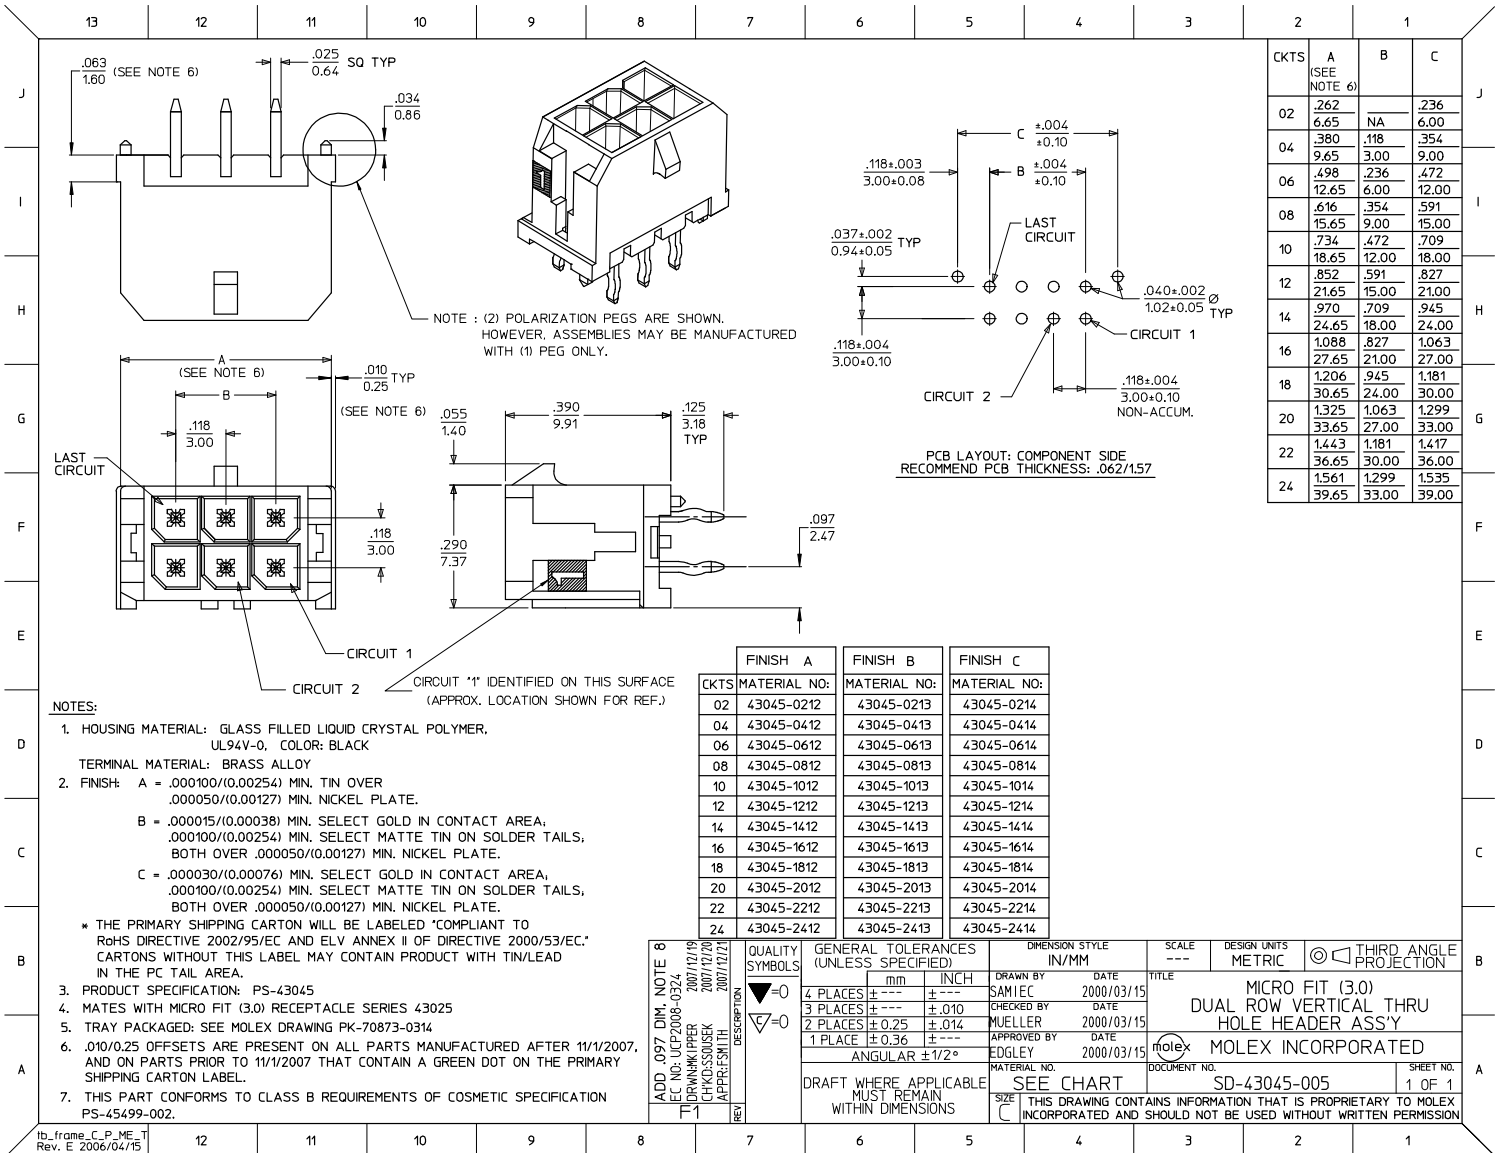 13 12 11 10 9 8 7 6 5 4 3 2 1
J
I
H
G
F
E
D
C
B
A
.063
1.60
(SEE NOTE 6)
.025
0.64
SQ TYP
.034
0.86
1
NOTE : (2) POLARIZATION PEGS ARE SHOWN.
HOWEVER, ASSEMBLIES MAY BE MANUFACTURED
WITH (1) PEG ONLY.
C ±.004
±0.10
.118±.003
3.00±0.08
B ±.004
±0.10
LAST
CIRCUIT
.037±.002
0.94±0.05
TYP
.040±.002
1.02±0.05
Ø
TYP
CIRCUIT 1
.118±.004
3.00±0.10
CIRCUIT 2
.118±.004
3.00±0.10
NON-ACCUM.
PCB LAYOUT: COMPONENT SIDE
RECOMMEND PCB THICKNESS: .062/1.57
CKTS A (SEE NOTE 6) B C
02 .262 6.65 NA .236 6.00
04 .380 9.65 .118 3.00 .354 9.00
06 .498 12.65 .236 6.00 .472 12.00
08 .616 15.65 .354 9.00 .591 15.00
10 .734 18.65 .472 12.00 .709 18.00
12 .852 21.65 .591 15.00 .827 21.00
14 .970 24.65 .709 18.00 .945 24.00
16 1.088 27.65 .827 21.00 1.063 27.00
18 1.206 30.65 .945 24.00 1.181 30.00
20 1.325 33.65 1.063 27.00 1.299 33.00
22 1.443 36.65 1.181 30.00 1.417 36.00
24 1.561 39.65 1.299 33.00 1.535 39.00
A
(SEE NOTE 6)
.010
0.25
TYP
(SEE NOTE 6)
B
.118
3.00
LAST
CIRCUIT
.118
3.00
CIRCUIT 1
CIRCUIT 2
.055
1.40
.390
9.91
.125
3.18
TYP
.290
7.37
.097
2.47
CIRCUIT "1" IDENTIFIED ON THIS SURFACE
(APPROX. LOCATION SHOWN FOR REF.)
FINISH A FINISH B FINISH C
CKTS MATERIAL NO: MATERIAL NO: MATERIAL NO:
02 43045-0212 43045-0213 43045-0214
04 43045-0412 43045-0413 43045-0414
06 43045-0612 43045-0613 43045-0614
08 43045-0812 43045-0813 43045-0814
10 43045-1012 43045-1013 43045-1014
12 43045-1212 43045-1213 43045-1214
14 43045-1412 43045-1413 43045-1414
16 43045-1612 43045-1613 43045-1614
18 43045-1812 43045-1813 43045-1814
20 43045-2012 43045-2013 43045-2014
22 43045-2212 43045-2213 43045-2214
24 43045-2412 43045-2413 43045-2414
NOTES:
1. HOUSING MATERIAL: GLASS FILLED LIQUID CRYSTAL POLYMER,
UL94V-0, COLOR: BLACK
TERMINAL MATERIAL: BRASS ALLOY
2. FINISH: A = .000100/(0.00254) MIN. TIN OVER
.000050/(0.00127) MIN. NICKEL PLATE.
B = .000015/(0.00038) MIN. SELECT GOLD IN CONTACT AREA;
.000100/(0.00254) MIN. SELECT MATTE TIN ON SOLDER TAILS;
BOTH OVER .000050/(0.00127) MIN. NICKEL PLATE.
C = .000030/(0.00076) MIN. SELECT GOLD IN CONTACT AREA;
.000100/(0.00254) MIN. SELECT MATTE TIN ON SOLDER TAILS;
BOTH OVER .000050/(0.00127) MIN. NICKEL PLATE.
* THE PRIMARY SHIPPING CARTON WILL BE LABELED "COMPLIANT TO
RoHS DIRECTIVE 2002/95/EC AND ELV ANNEX II OF DIRECTIVE 2000/53/EC."
CARTONS WITHOUT THIS LABEL MAY CONTAIN PRODUCT WITH TIN/LEAD
IN THE PC TAIL AREA.
3. PRODUCT SPECIFICATION: PS-43045
4. MATES WITH MICRO FIT (3.0) RECEPTACLE SERIES 43025
5. TRAY PACKAGED: SEE MOLEX DRAWING PK-70873-0314
6. .010/0.25 OFFSETS ARE PRESENT ON ALL PARTS MANUFACTURED AFTER 11/1/2007,
AND ON PARTS PRIOR TO 11/1/2007 THAT CONTAIN A GREEN DOT ON THE PRIMARY
SHIPPING CARTON LABEL.
7. THIS PART CONFORMS TO CLASS B REQUIREMENTS OF COSMETIC SPECIFICATION
PS-45499-002.
ADD .097 DIM, NOTE 8
EC NO: UCP2008-0324
DRWN:MKIPPER 2007/12/19
CH'KD:SSOUSEK 2007/12/20
APPR:FSMITH 2007/12/21
F1
REV
DESCRIPTION
QUALITY
SYMBOLS
=0
C =0
GENERAL TOLERANCES
(UNLESS SPECIFIED)
mm INCH
4 PLACES ± --- ± ---
3 PLACES ± --- ± .010
2 PLACES ± 0.25 ± .014
1 PLACE ± 0.36 ± ---
ANGULAR ±1/2°
DRAFT WHERE APPLICABLE
MUST REMAIN
WITHIN DIMENSIONS
DIMENSION STYLE
IN/MM
SCALE
---
DESIGN UNITS
METRIC
THIRD ANGLE
PROJECTION
DRAWN BY DATE
SAMIEC 2000/03/15
CHECKED BY DATE
MUELLER 2000/03/15
APPROVED BY DATE
EDGLEY 2000/03/15
TITLE
MICRO FIT (3.0)
DUAL ROW VERTICAL THRU
HOLE HEADER ASS'Y
molex MOLEX INCORPORATED
MATERIAL NO.
SEE CHART
DOCUMENT NO.
SD-43045-005
SHEET NO.
1 OF 1
SIZE
C
THIS DRAWING CONTAINS INFORMATION THAT IS PROPRIETARY TO MOLEX
INCORPORATED AND SHOULD NOT BE USED WITHOUT WRITTEN PERMISSION
tb_frame_C_P_ME_T
Rev. E 2006/04/15
12 11 10 9 8 7 6 5 4 3 2 1